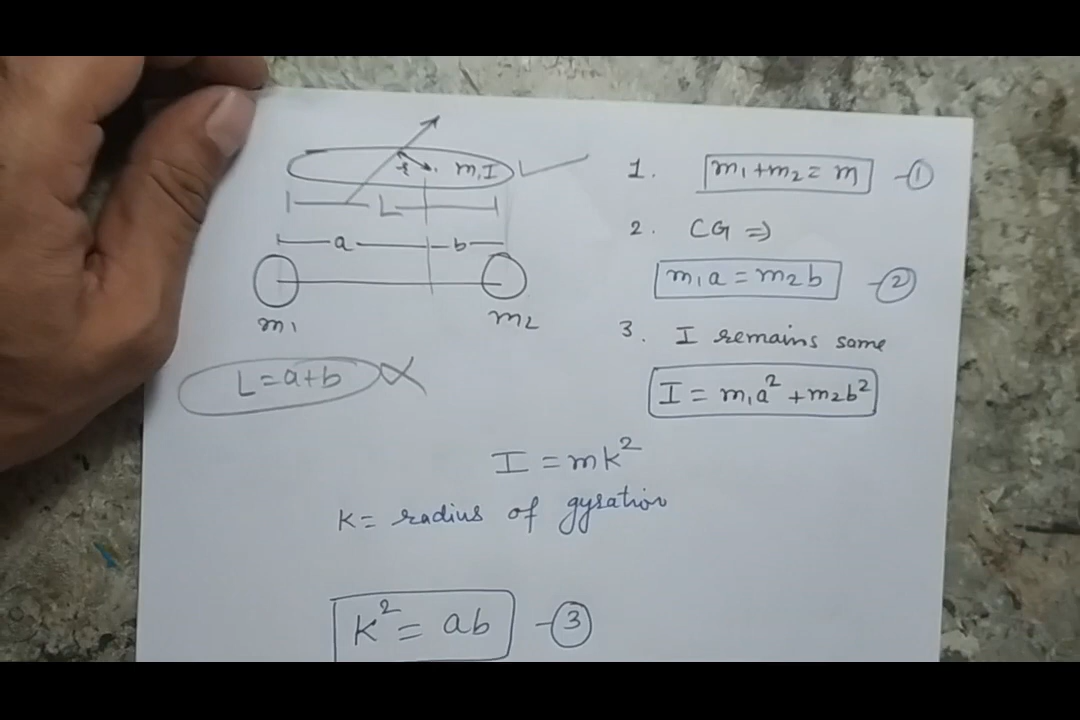 f
m, I
L
a
b
m₁
m₂
L = a+b
1. m₁+m₂ = m -①
2. CG ⇒
m₁a = m₂b -②
3. I remains same
I = m₁a² + m₂b²
I = mk²
K = radius of gyration
K² = ab -③